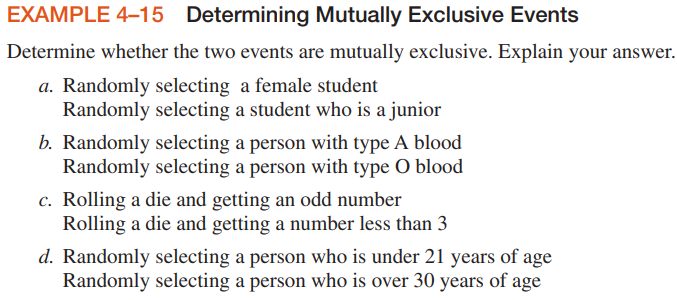 EXAMPLE 4–15 Determining Mutually Exclusive Events
Determine whether the two events are mutually exclusive. Explain your answer.
a. Randomly selecting a female student
Randomly selecting a student who is a junior
b. Randomly selecting a person with type A blood
Randomly selecting a person with type O blood
c. Rolling a die and getting an odd number
Rolling a die and getting a number less than 3
d. Randomly selecting a person who is under 21 years of age
Randomly selecting a person who is over 30 years of age